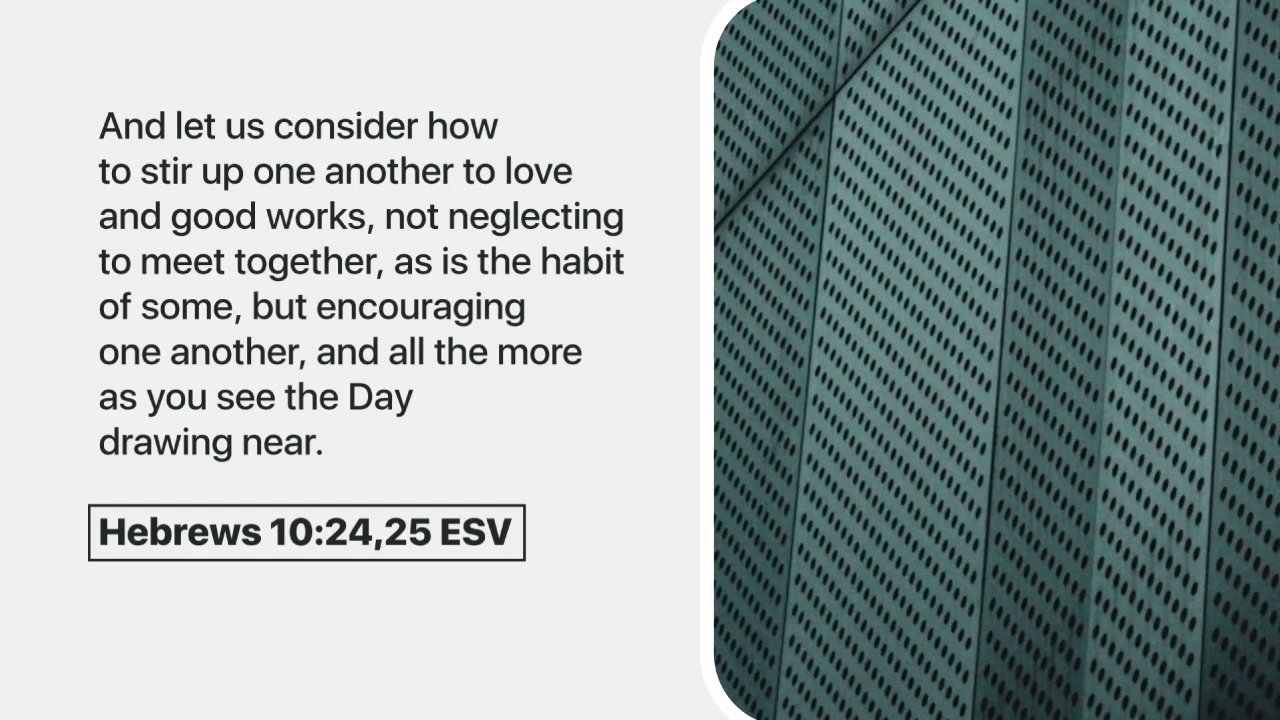 And let us consider how
to stir up one another to love
and good works, not neglecting
to meet together, as is the habit
of some, but encouraging
one another, and all the more
as you see the Day
drawing near.
Hebrews 10:24,25 ESV